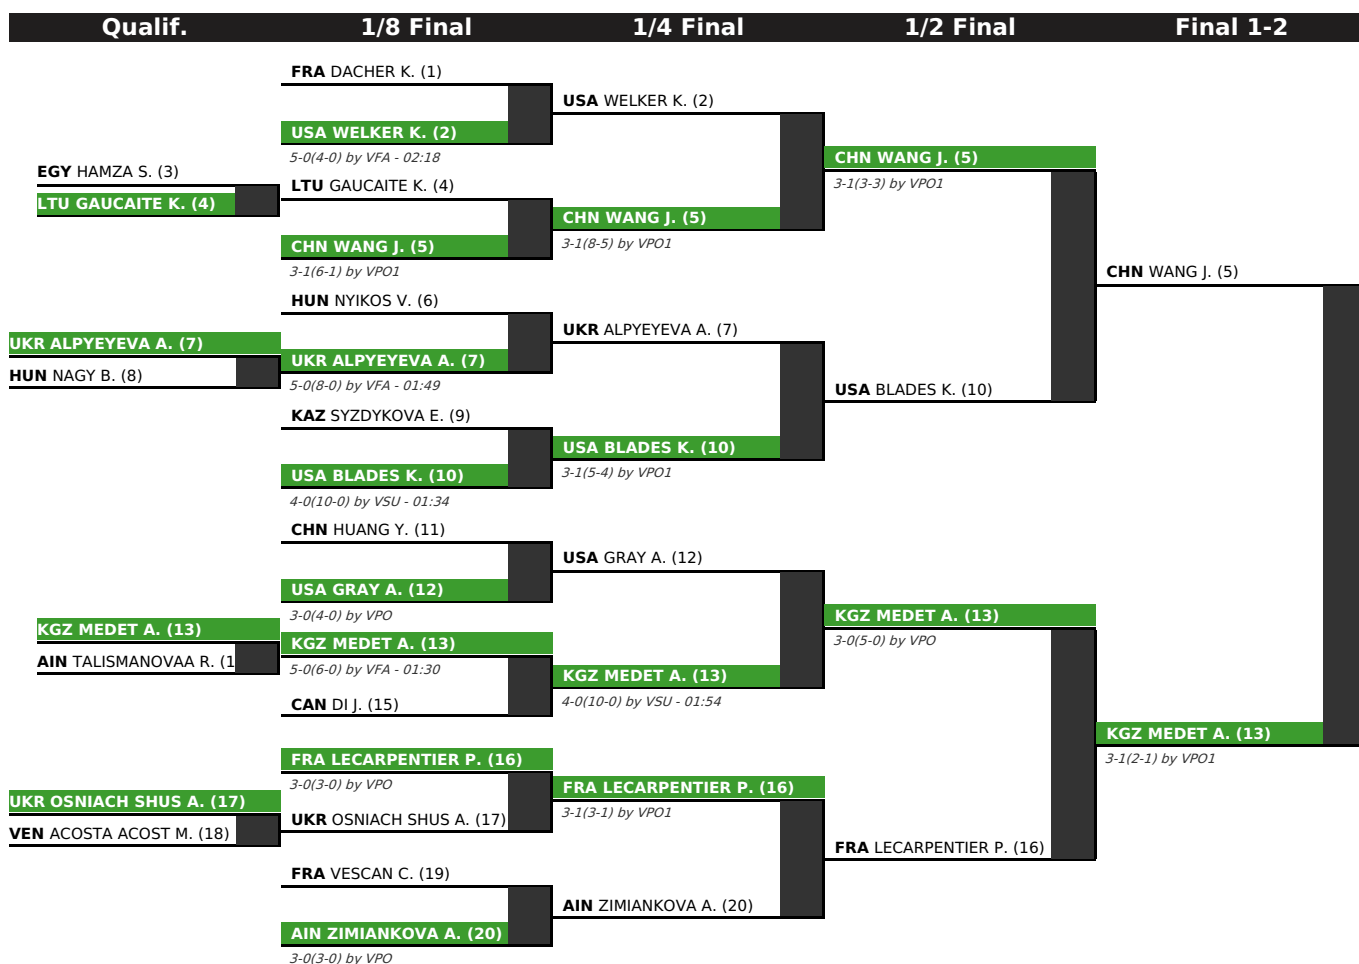 Qualif.
1/8 Final
1/4 Final
1/2 Final
Final 1-2
EGY HAMZA S. (3)
LTU GAUCAITE K. (4)
UKR ALPYEYEVA A. (7)
HUN NAGY B. (8)
KGZ MEDET A. (13)
AIN TALISMANOVAA R. (1
UKR OSNIACH SHUS A. (17)
VEN ACOSTA ACOST M. (18)
FRA DACHER K. (1)
USA WELKER K. (2)
5-0(4-0) by VFA - 02:18
LTU GAUCAITE K. (4)
CHN WANG J. (5)
3-1(6-1) by VPO1
HUN NYIKOS V. (6)
UKR ALPYEYEVA A. (7)
5-0(8-0) by VFA - 01:49
KAZ SYZDYKOVA E. (9)
USA BLADES K. (10)
4-0(10-0) by VSU - 01:34
CHN HUANG Y. (11)
USA GRAY A. (12)
3-0(4-0) by VPO
KGZ MEDET A. (13)
5-0(6-0) by VFA - 01:30
CAN DI J. (15)
FRA LECARPENTIER P. (16)
3-0(3-0) by VPO
UKR OSNIACH SHUS A. (17)
FRA VESCAN C. (19)
AIN ZIMIANKOVA A. (20)
3-0(3-0) by VPO
USA WELKER K. (2)
CHN WANG J. (5)
3-1(8-5) by VPO1
UKR ALPYEYEVA A. (7)
USA BLADES K. (10)
3-1(5-4) by VPO1
USA GRAY A. (12)
KGZ MEDET A. (13)
4-0(10-0) by VSU - 01:54
FRA LECARPENTIER P. (16)
3-1(3-1) by VPO1
AIN ZIMIANKOVA A. (20)
CHN WANG J. (5)
3-1(3-3) by VPO1
USA BLADES K. (10)
KGZ MEDET A. (13)
3-0(5-0) by VPO
FRA LECARPENTIER P. (16)
CHN WANG J. (5)
KGZ MEDET A. (13)
3-1(2-1) by VPO1